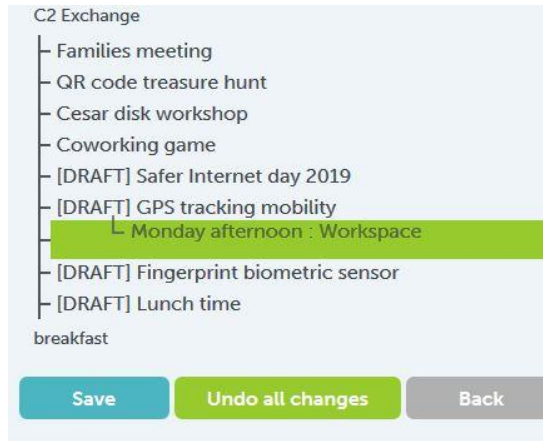 C2 Exchange
Families meeting
QR code treasure hunt
Cesar disk workshop
Coworking game
[DRAFT] Safer Internet day 2019
[DRAFT] GPS tracking mobility
Monday afternoon : Workspace
[DRAFT] Fingerprint biometric sensor
[DRAFT] Lunch time
breakfast
Save Undo all changes Back